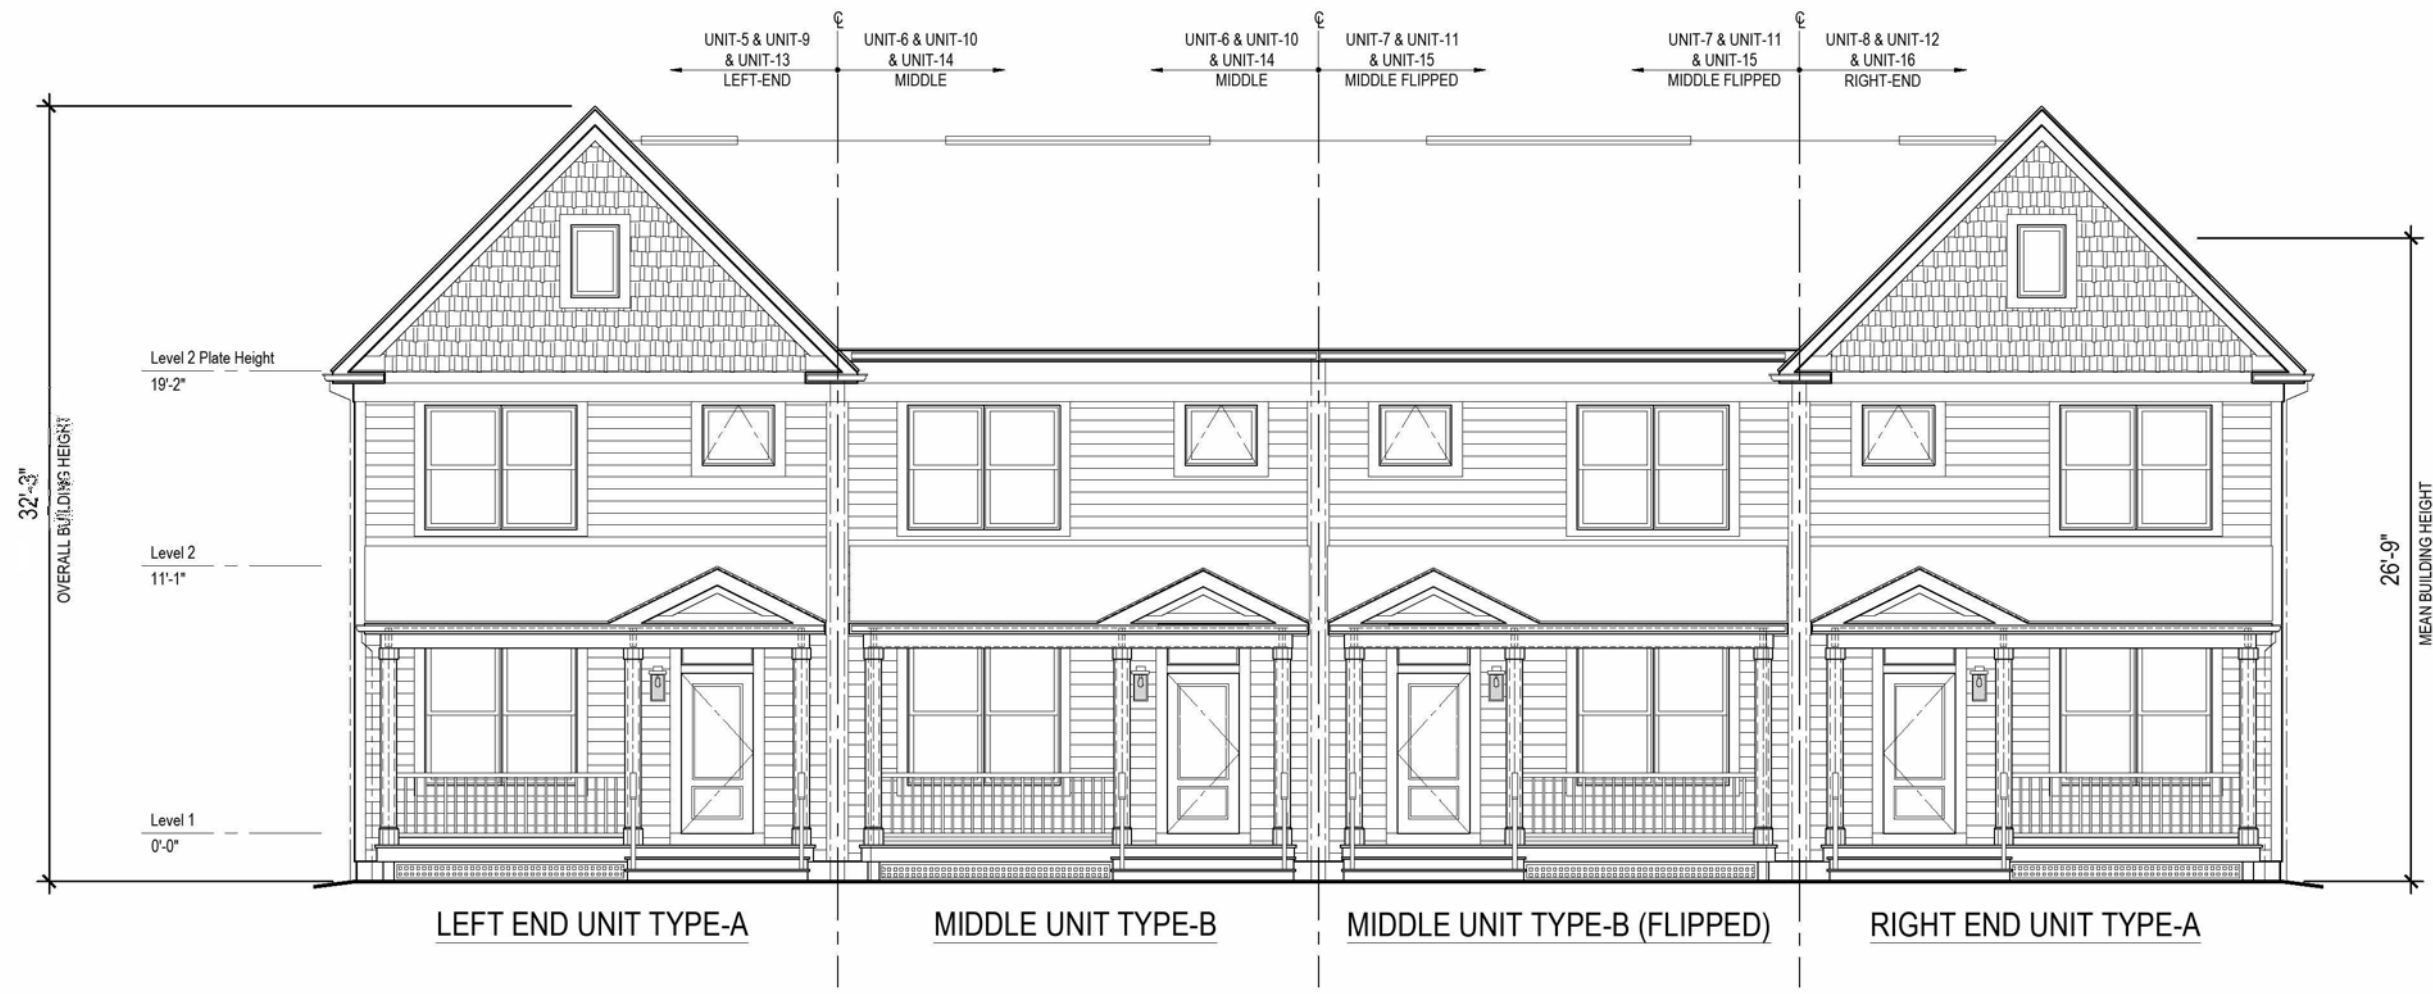 ℄
℄
℄
UNIT-5 & UNIT-9
& UNIT-13
LEFT-END
UNIT-6 & UNIT-10
& UNIT-14
MIDDLE
UNIT-6 & UNIT-10
& UNIT-14
MIDDLE
UNIT-7 & UNIT-11
& UNIT-15
MIDDLE FLIPPED
UNIT-7 & UNIT-11
& UNIT-15
MIDDLE FLIPPED
UNIT-8 & UNIT-12
& UNIT-16
RIGHT-END
Level 2 Plate Height
19'-2"
32'-3"
OVERALL BUILDING HEIGHT
Level 2
11'-1"
26'-9"
MEAN BUILDING HEIGHT
Level 1
0'-0"
LEFT END UNIT TYPE-A
MIDDLE UNIT TYPE-B
MIDDLE UNIT TYPE-B (FLIPPED)
RIGHT END UNIT TYPE-A